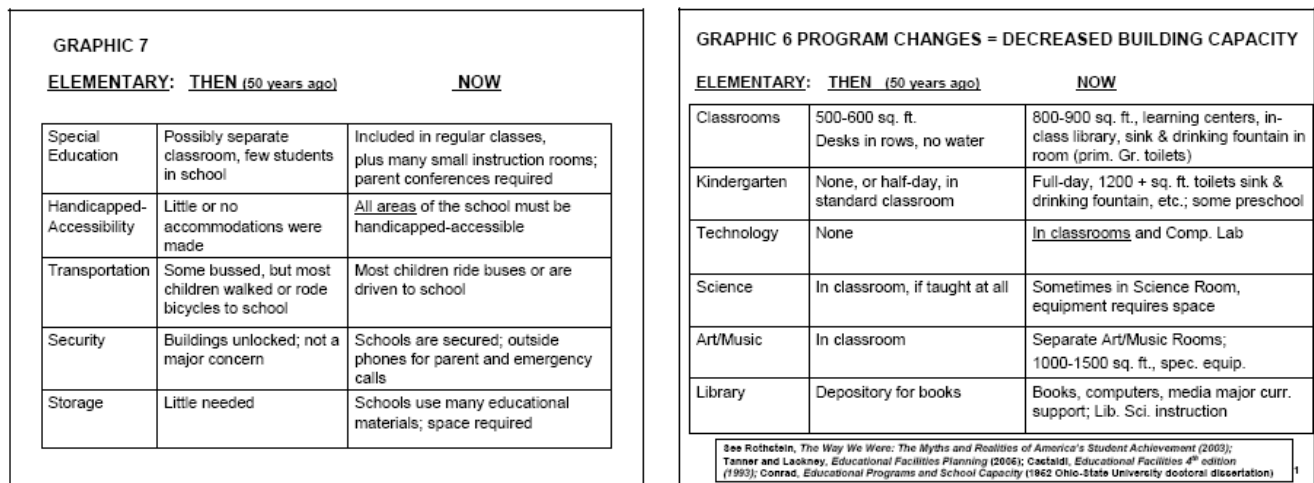 GRAPHIC 7
ELEMENTARY: THEN (50 years ago) NOW
Special Education
Possibly separate classroom, few students in school
Included in regular classes,
plus many small instruction rooms; parent conferences required
Handicapped-Accessibility
Little or no accommodations were made
All areas of the school must be handicapped-accessible
Transportation
Some bussed, but most children walked or rode bicycles to school
Most children ride buses or are driven to school
Security
Buildings unlocked; not a major concern
Schools are secured; outside phones for parent and emergency calls
Storage
Little needed
Schools use many educational materials; space required
GRAPHIC 6 PROGRAM CHANGES = DECREASED BUILDING CAPACITY
ELEMENTARY: THEN (50 years ago) NOW
Classrooms
500-600 sq. ft.
Desks in rows, no water
800-900 sq. ft., learning centers, in-class library, sink & drinking fountain in room (prim. Gr. toilets)
Kindergarten
None, or half-day, in standard classroom
Full-day, 1200 + sq. ft. toilets sink & drinking fountain, etc.; some preschool
Technology
None
In classrooms and Comp. Lab
Science
In classroom, if taught at all
Sometimes in Science Room, equipment requires space
Art/Music
In classroom
Separate Art/Music Rooms;
1000-1500 sq. ft., spec. equip.
Library
Depository for books
Books, computers, media major curr. support; Lib. Sci. instruction
See Rothstein, The Way We Were: The Myths and Realities of America's Student Achievement (2003);
Tanner and Lackney, Educational Facilities Planning (2006); Castaldi, Educational Facilities 4th edition
(1993); Conrad, Educational Programs and School Capacity (1952 Ohio-State University doctoral dissertation)
1